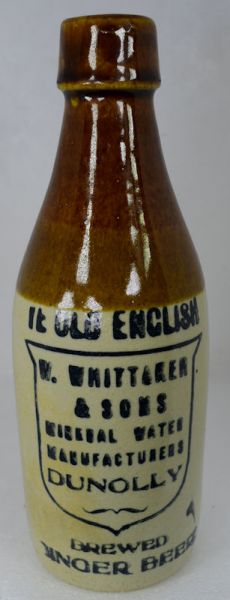 YE OLD ENGLISH
W. WHITTAKER
& SONS
MINERAL WATER
MANUFACTURERS
DUNOLLY
BREWED
GINGER BEER